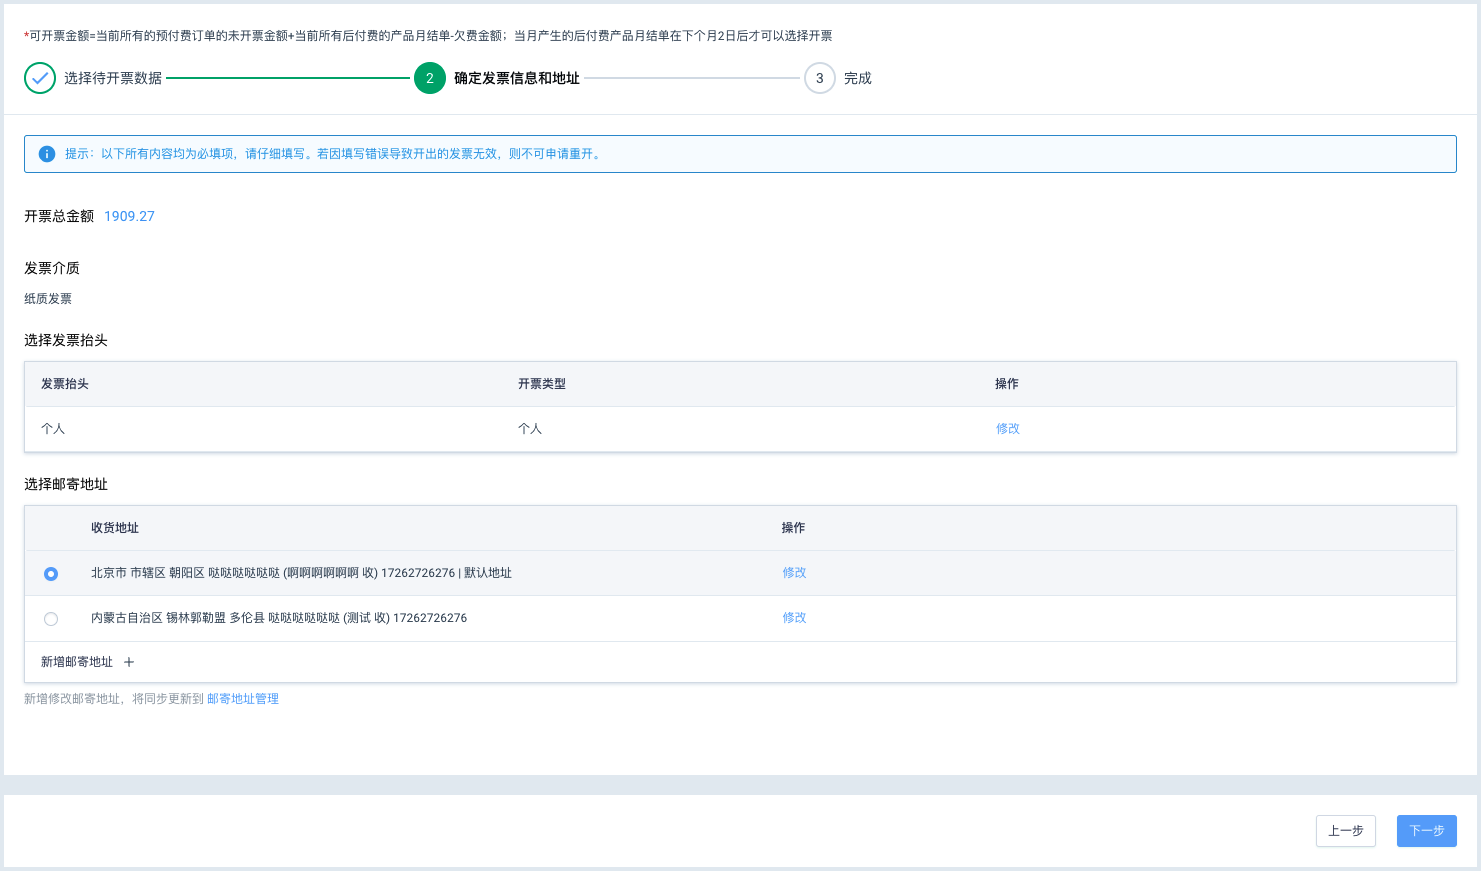 *可开票金额=当前所有的预付费订单的未开票金额+当前所有后付费的产品月结单-欠费金额；当月产生的后付费产品月结单在下个月2日后才可以选择开票
选择待开票数据 2 确定发票信息和地址 3 完成
提示：以下所有内容均为必填项，请仔细填写。若因填写错误导致开出的发票无效，则不可申请重开。
开票总金额 1909.27
发票介质
纸质发票
选择发票抬头
发票抬头 开票类型 操作
个人 个人 修改
选择邮寄地址
收货地址 操作
北京市 市辖区 朝阳区 哒哒哒哒哒哒 (啊啊啊啊啊啊 收) 17262726276 | 默认地址 修改
内蒙古自治区 锡林郭勒盟 多伦县 哒哒哒哒哒哒 (测试 收) 17262726276 修改
新增邮寄地址 +
新增修改邮寄地址，将同步更新到 邮寄地址管理
上一步 下一步